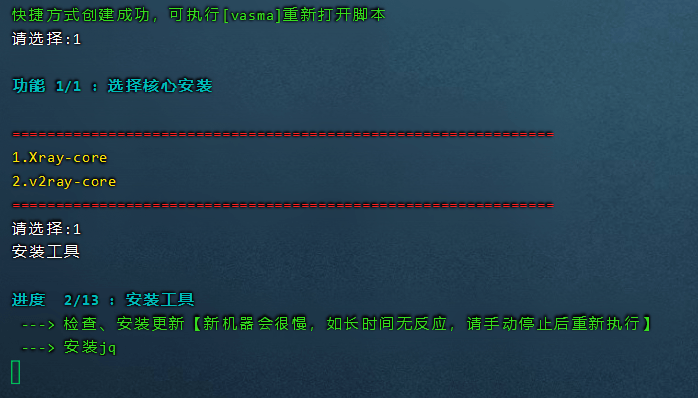 快捷方式创建成功，可执行[vasma]重新打开脚本
请选择:1
功能 1/1 : 选择核心安装
==============================================================
1.Xray-core
2.v2ray-core
==============================================================
请选择:1
安装工具
进度  2/13 : 安装工具
 ---> 检查、安装更新【新机器会很慢，如长时间无反应，请手动停止后重新执行】
 ---> 安装jq